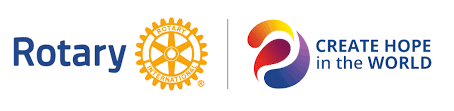 Rotary
ROTARY
INTERNATIONAL
®
CREATE HOPE
in the WORLD